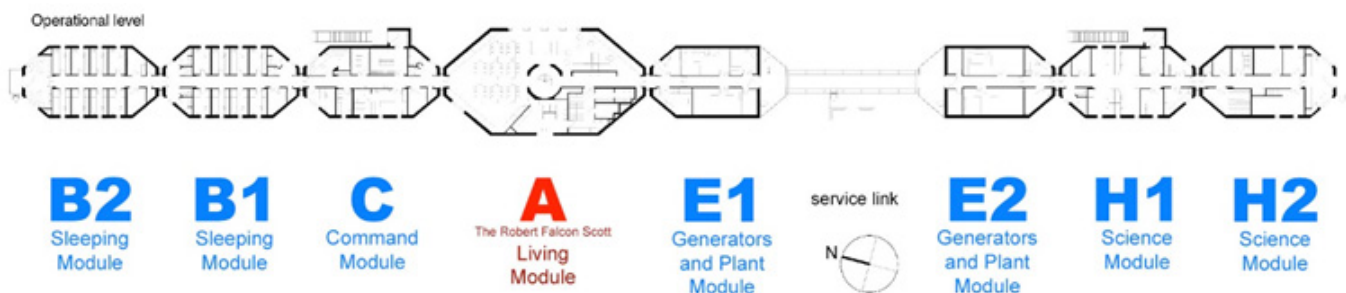 Operational level
B2
Sleeping
Module
B1
Sleeping
Module
C
Command
Module
A
The Robert Falcon Scott
Living
Module
E1
Generators
and Plant
Module
service link
N
E2
Generators
and Plant
Module
H1
Science
Module
H2
Science
Module